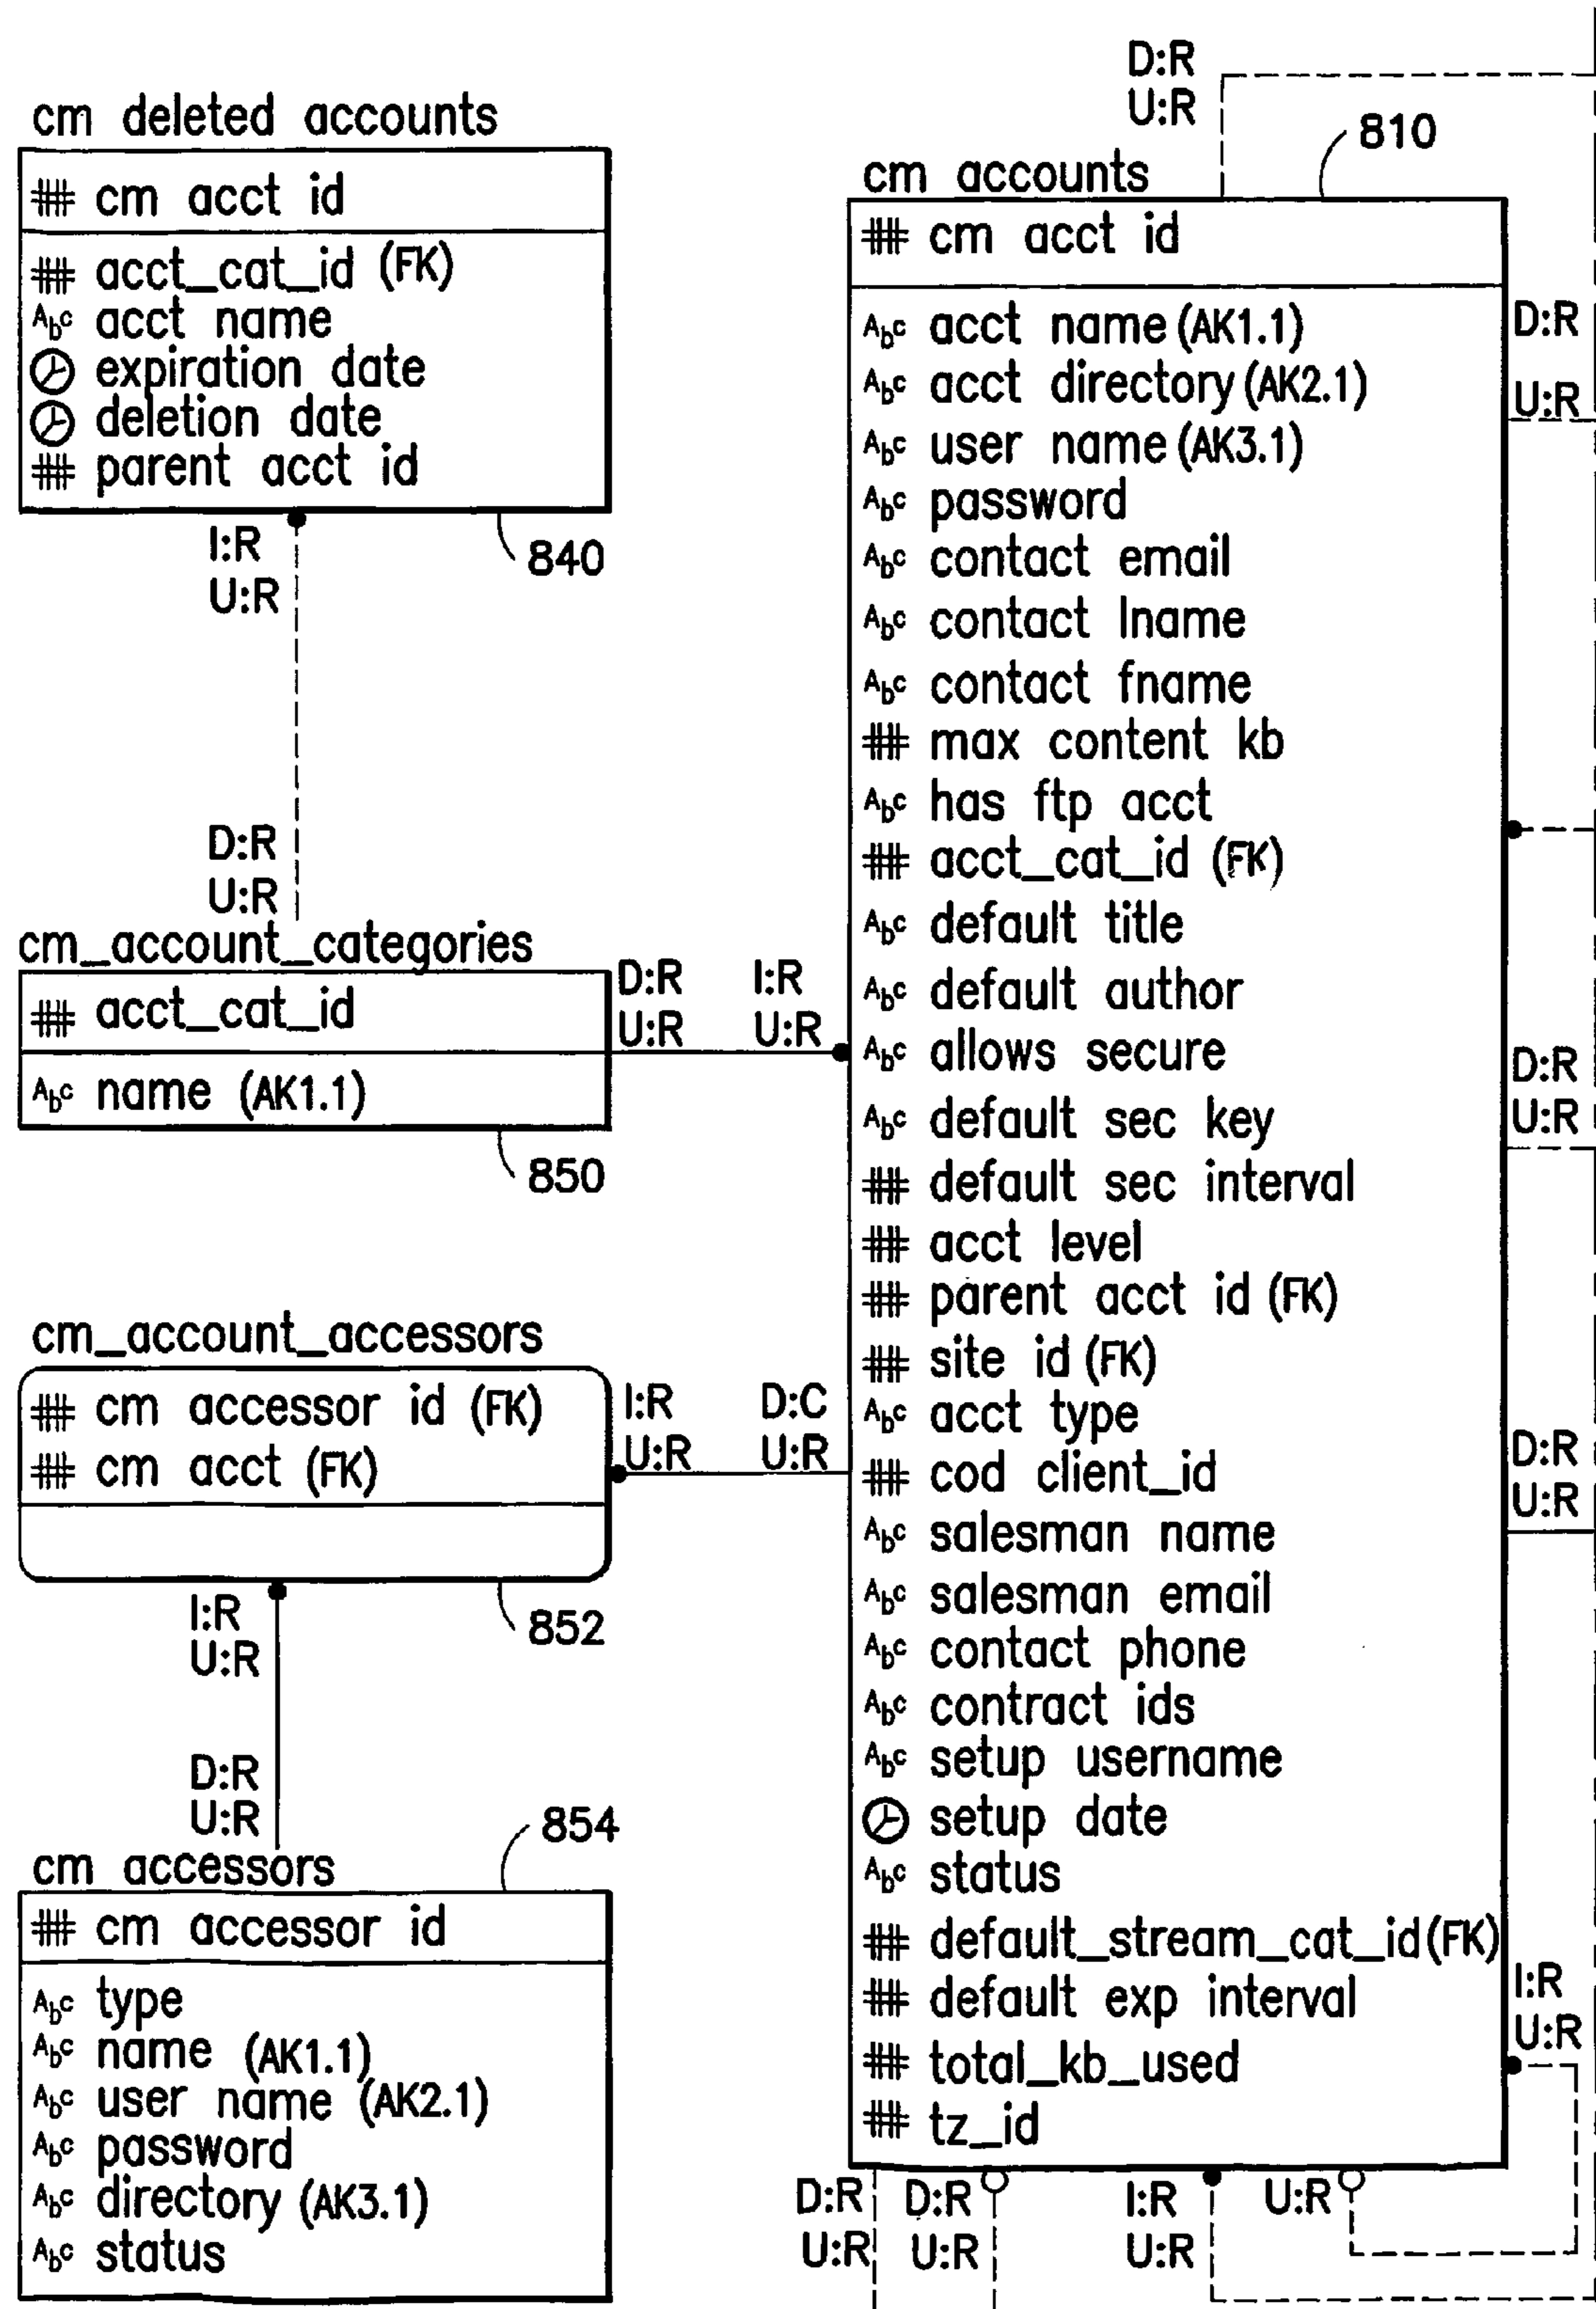 cm deleted accounts
cm acct id
acct_cat_id (FK)
Abc acct name
expiration date
deletion date
parent acct id
840
I:R
U:R
D:R
U:R
cm_account_categories
acct_cat_id
Abc name (AK1.1)
850
D:R I:R
U:R U:R
cm_account_accessors
cm accessor id (FK)
cm acct (FK)
852
I:R D:C
U:R U:R
I:R
U:R
D:R
U:R
854
cm accessors
cm accessor id
Abc type
Abc name (AK1.1)
Abc user name (AK2.1)
Abc password
Abc directory (AK3.1)
Abc status
D:R
U:R
810
cm accounts
cm acct id
Abc acct name (AK1.1)
Abc acct directory (AK2.1)
Abc user name (AK3.1)
Abc password
Abc contact email
Abc contact lname
Abc contact fname
max content kb
Abc has ftp acct
acct_cat_id (FK)
Abc default title
Abc default author
Abc allows secure
Abc default sec key
default sec interval
acct level
parent acct id (FK)
site id (FK)
Abc acct type
cod client_id
Abc salesman name
Abc salesman email
Abc contact phone
Abc contract ids
Abc setup username
setup date
Abc status
default_stream_cat_id (FK)
default exp interval
total_kb_used
tz_id
D:R
U:R
D:R
U:R
D:R
U:R
I:R
U:R
D:R D:R I:R U:R
U:R U:R U:R